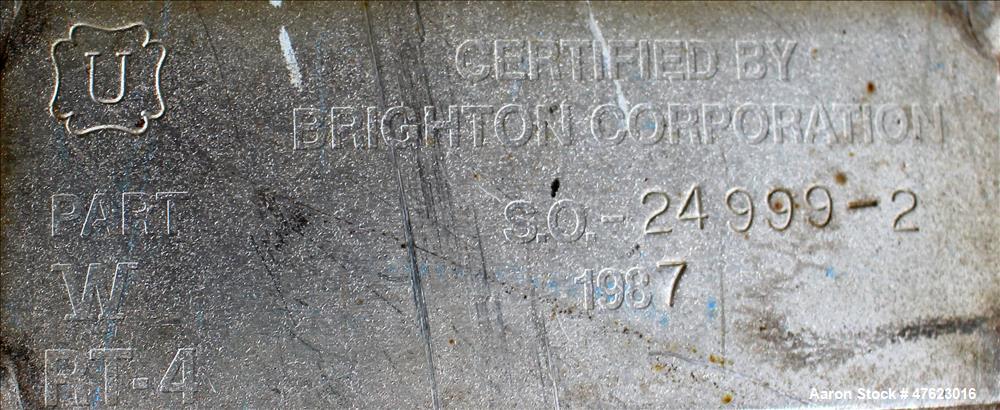 U
CERTIFIED BY
BRIGHTON CORPORATION
PART
S.O.-24999-2
W
1987
RT-4
Aaron Stock # 47623016